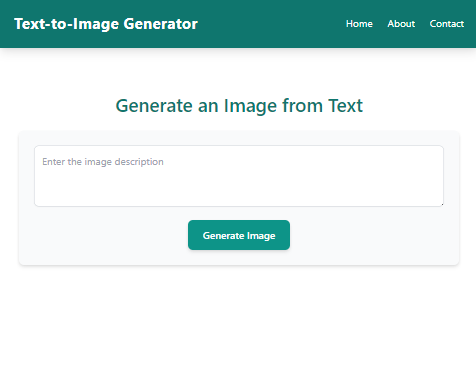 Text-to-Image Generator
Home About Contact
Generate an Image from Text
Enter the image description
Generate Image